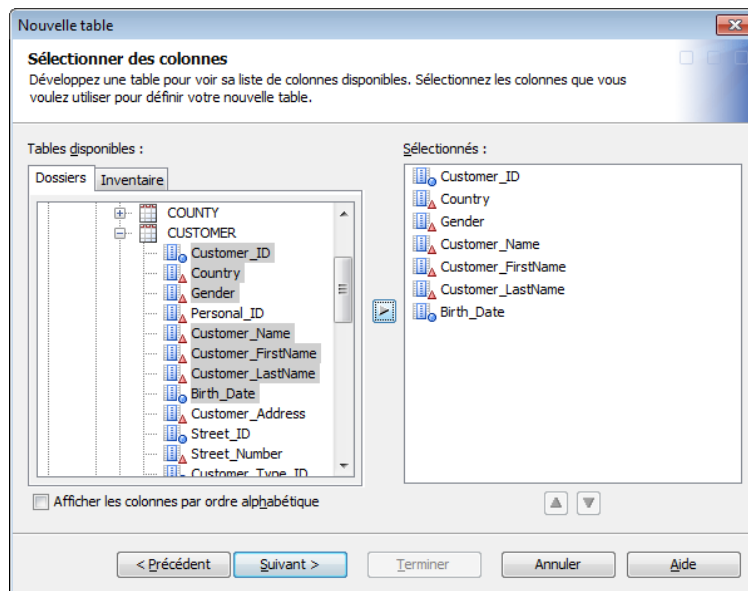 Nouvelle table
Sélectionner des colonnes
Développez une table pour voir sa liste de colonnes disponibles. Sélectionnez les colonnes que vous
voulez utiliser pour définir votre nouvelle table.
Tables disponibles :
Dossiers
Inventaire
COUNTY
CUSTOMER
Customer_ID
Country
Gender
Personal_ID
Customer_Name
Customer_FirstName
Customer_LastName
Birth_Date
Customer_Address
Street_ID
Street_Number
Customer_Type_ID
Afficher les colonnes par ordre alphabétique
Sélectionnés :
Customer_ID
Country
Gender
Customer_Name
Customer_FirstName
Customer_LastName
Birth_Date
< Précédent
Suivant >
Terminer
Annuler
Aide